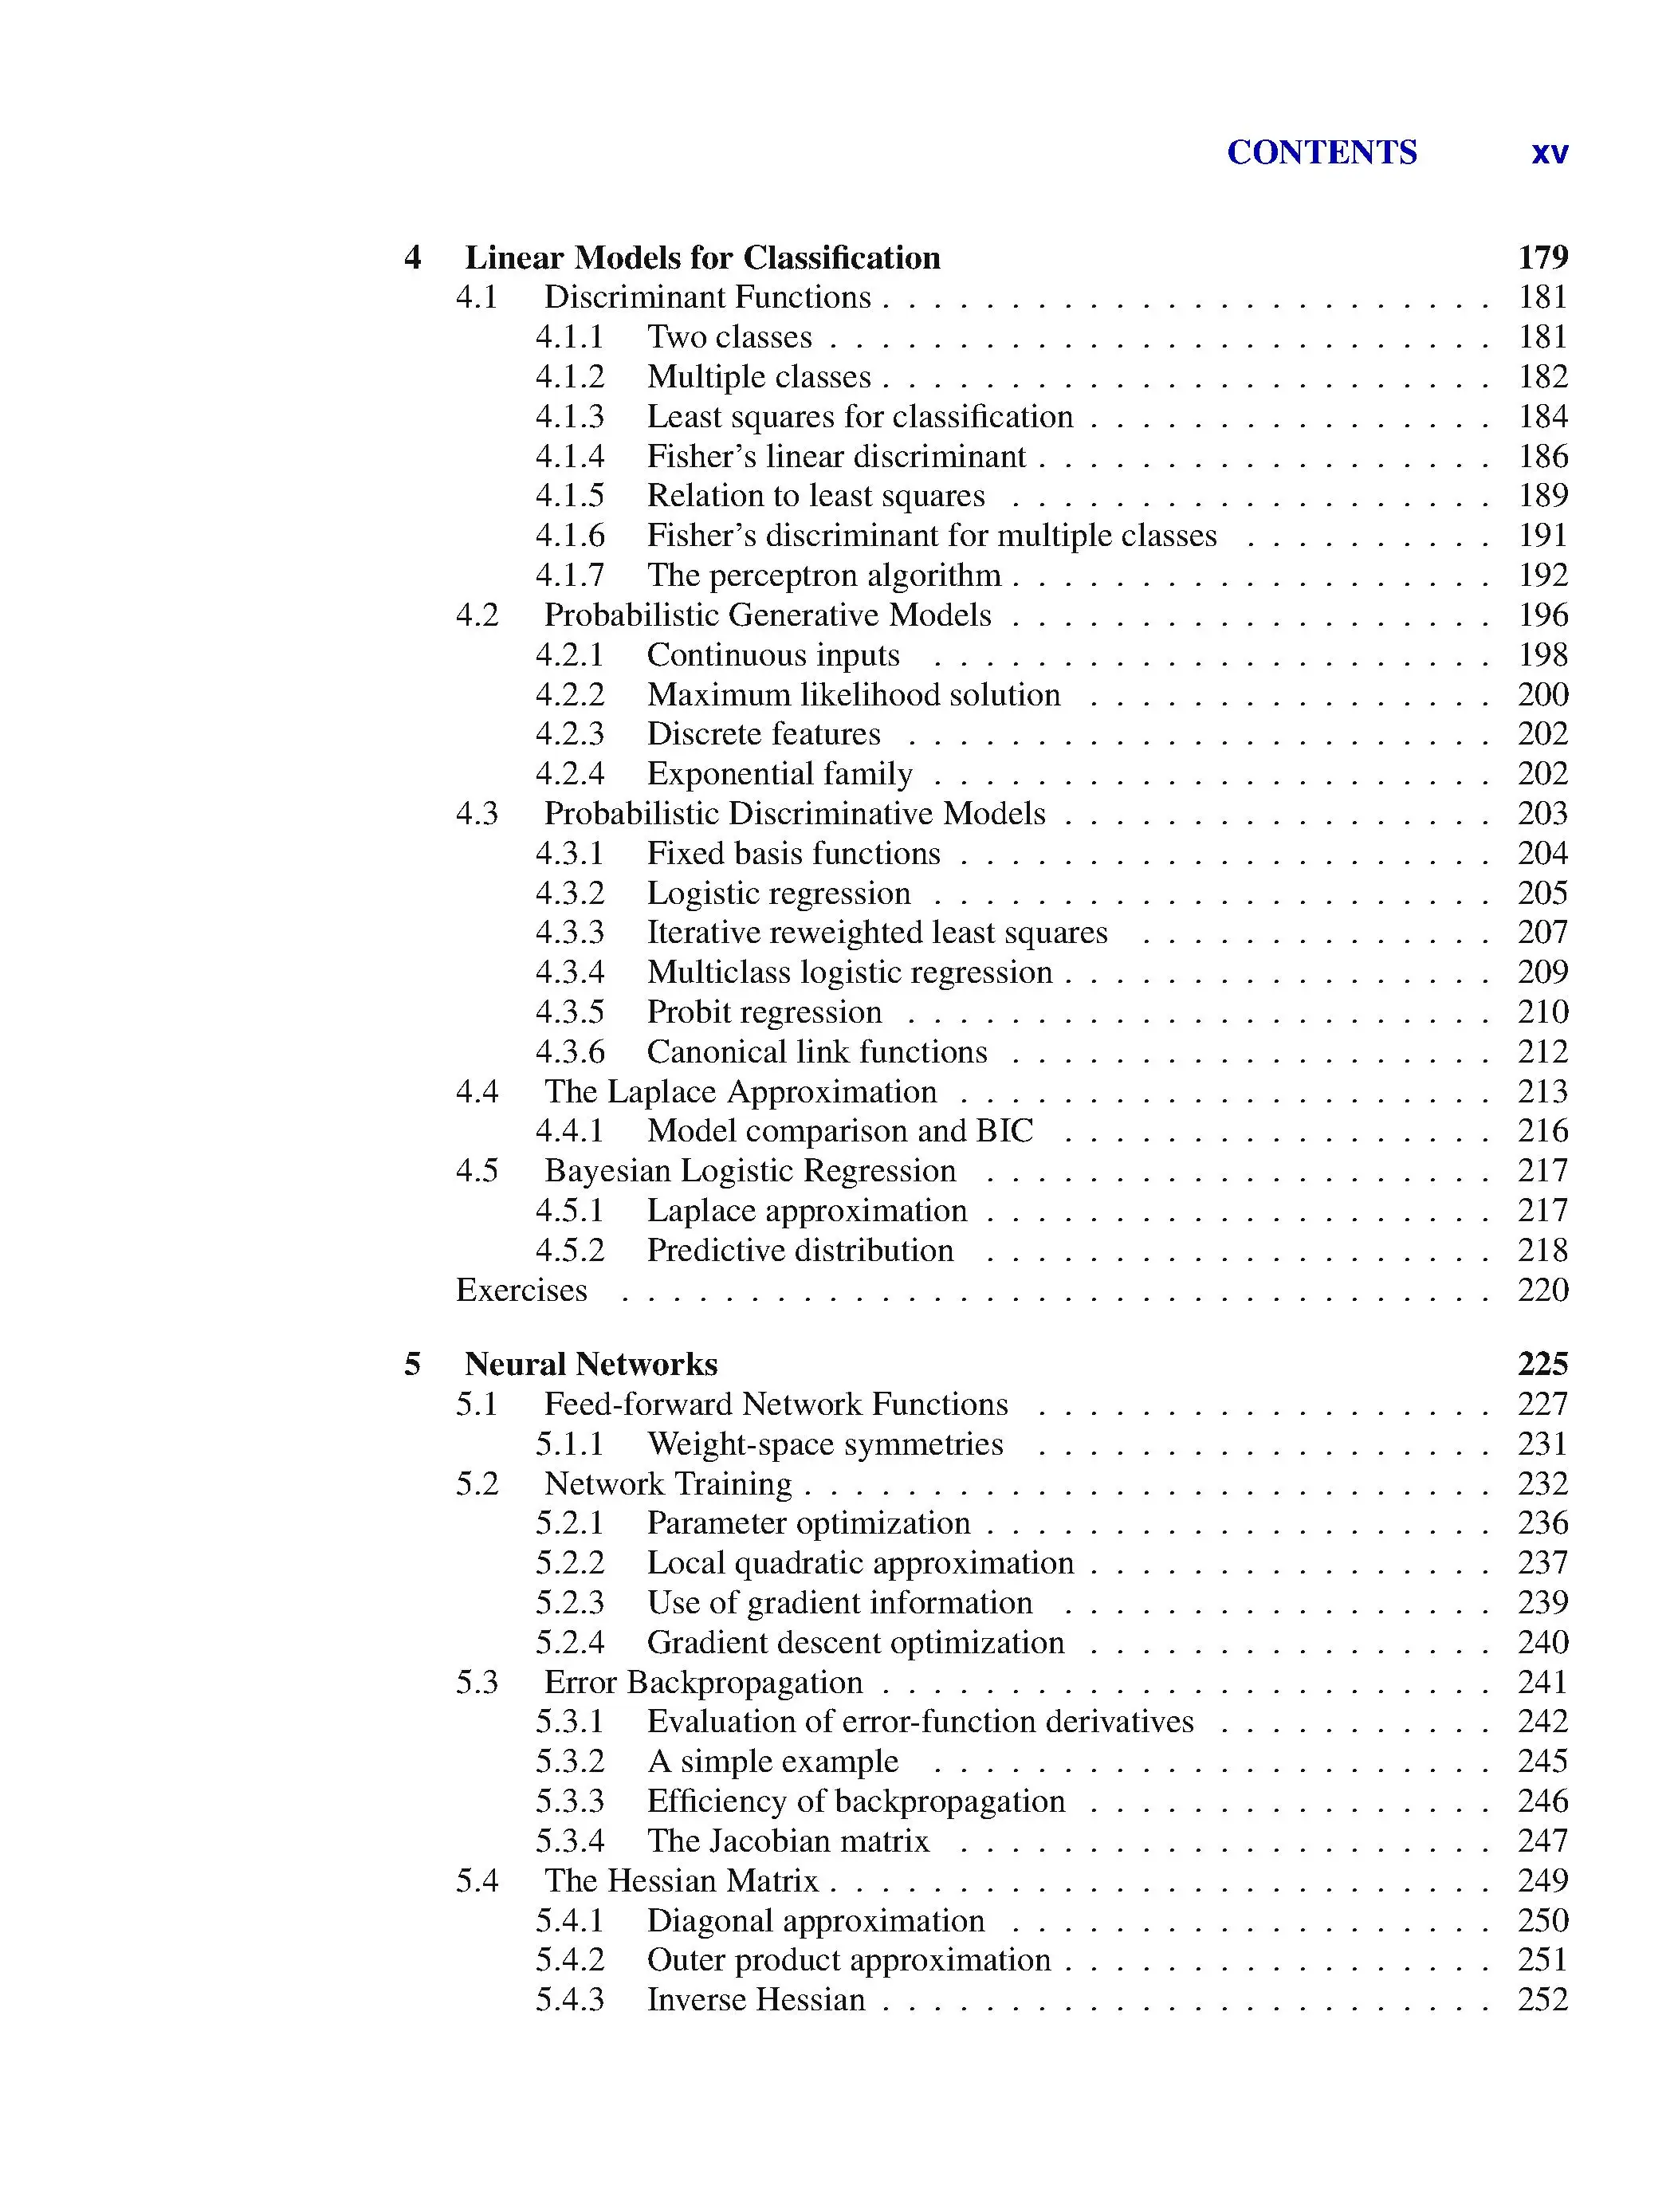 CONTENTS xv
4 Linear Models for Classification 179
4.1 Discriminant Functions . . . . . . . . . . . . . . . . . . . . . . . . 181
4.1.1 Two classes . . . . . . . . . . . . . . . . . . . . . . . . . . 181
4.1.2 Multiple classes . . . . . . . . . . . . . . . . . . . . . . . . 182
4.1.3 Least squares for classification . . . . . . . . . . . . . . . . 184
4.1.4 Fisher’s linear discriminant . . . . . . . . . . . . . . . . . . 186
4.1.5 Relation to least squares . . . . . . . . . . . . . . . . . . . 189
4.1.6 Fisher’s discriminant for multiple classes . . . . . . . . . . 191
4.1.7 The perceptron algorithm . . . . . . . . . . . . . . . . . . . 192
4.2 Probabilistic Generative Models . . . . . . . . . . . . . . . . . . . 196
4.2.1 Continuous inputs . . . . . . . . . . . . . . . . . . . . . . 198
4.2.2 Maximum likelihood solution . . . . . . . . . . . . . . . . 200
4.2.3 Discrete features . . . . . . . . . . . . . . . . . . . . . . . 202
4.2.4 Exponential family . . . . . . . . . . . . . . . . . . . . . . 202
4.3 Probabilistic Discriminative Models . . . . . . . . . . . . . . . . . 203
4.3.1 Fixed basis functions . . . . . . . . . . . . . . . . . . . . . 204
4.3.2 Logistic regression . . . . . . . . . . . . . . . . . . . . . . 205
4.3.3 Iterative reweighted least squares . . . . . . . . . . . . . . 207
4.3.4 Multiclass logistic regression . . . . . . . . . . . . . . . . . 209
4.3.5 Probit regression . . . . . . . . . . . . . . . . . . . . . . . 210
4.3.6 Canonical link functions . . . . . . . . . . . . . . . . . . . 212
4.4 The Laplace Approximation . . . . . . . . . . . . . . . . . . . . . 213
4.4.1 Model comparison and BIC . . . . . . . . . . . . . . . . . 216
4.5 Bayesian Logistic Regression . . . . . . . . . . . . . . . . . . . . 217
4.5.1 Laplace approximation . . . . . . . . . . . . . . . . . . . . 217
4.5.2 Predictive distribution . . . . . . . . . . . . . . . . . . . . 218
Exercises . . . . . . . . . . . . . . . . . . . . . . . . . . . . . . . . . . 220
5 Neural Networks 225
5.1 Feed-forward Network Functions . . . . . . . . . . . . . . . . . . 227
5.1.1 Weight-space symmetries . . . . . . . . . . . . . . . . . . 231
5.2 Network Training . . . . . . . . . . . . . . . . . . . . . . . . . . . 232
5.2.1 Parameter optimization . . . . . . . . . . . . . . . . . . . . 236
5.2.2 Local quadratic approximation . . . . . . . . . . . . . . . . 237
5.2.3 Use of gradient information . . . . . . . . . . . . . . . . . 239
5.2.4 Gradient descent optimization . . . . . . . . . . . . . . . . 240
5.3 Error Backpropagation . . . . . . . . . . . . . . . . . . . . . . . . 241
5.3.1 Evaluation of error-function derivatives . . . . . . . . . . . 242
5.3.2 A simple example . . . . . . . . . . . . . . . . . . . . . . 245
5.3.3 Efficiency of backpropagation . . . . . . . . . . . . . . . . 246
5.3.4 The Jacobian matrix . . . . . . . . . . . . . . . . . . . . . 247
5.4 The Hessian Matrix . . . . . . . . . . . . . . . . . . . . . . . . . . 249
5.4.1 Diagonal approximation . . . . . . . . . . . . . . . . . . . 250
5.4.2 Outer product approximation . . . . . . . . . . . . . . . . . 251
5.4.3 Inverse Hessian . . . . . . . . . . . . . . . . . . . . . . . . 252